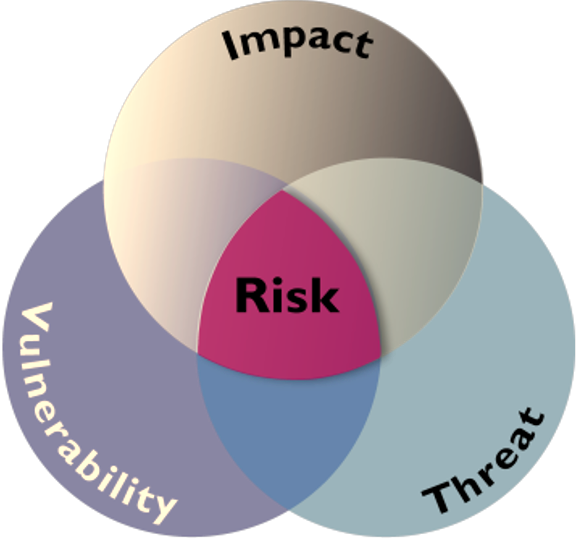 Impact
Risk
Vulnerability
Threat